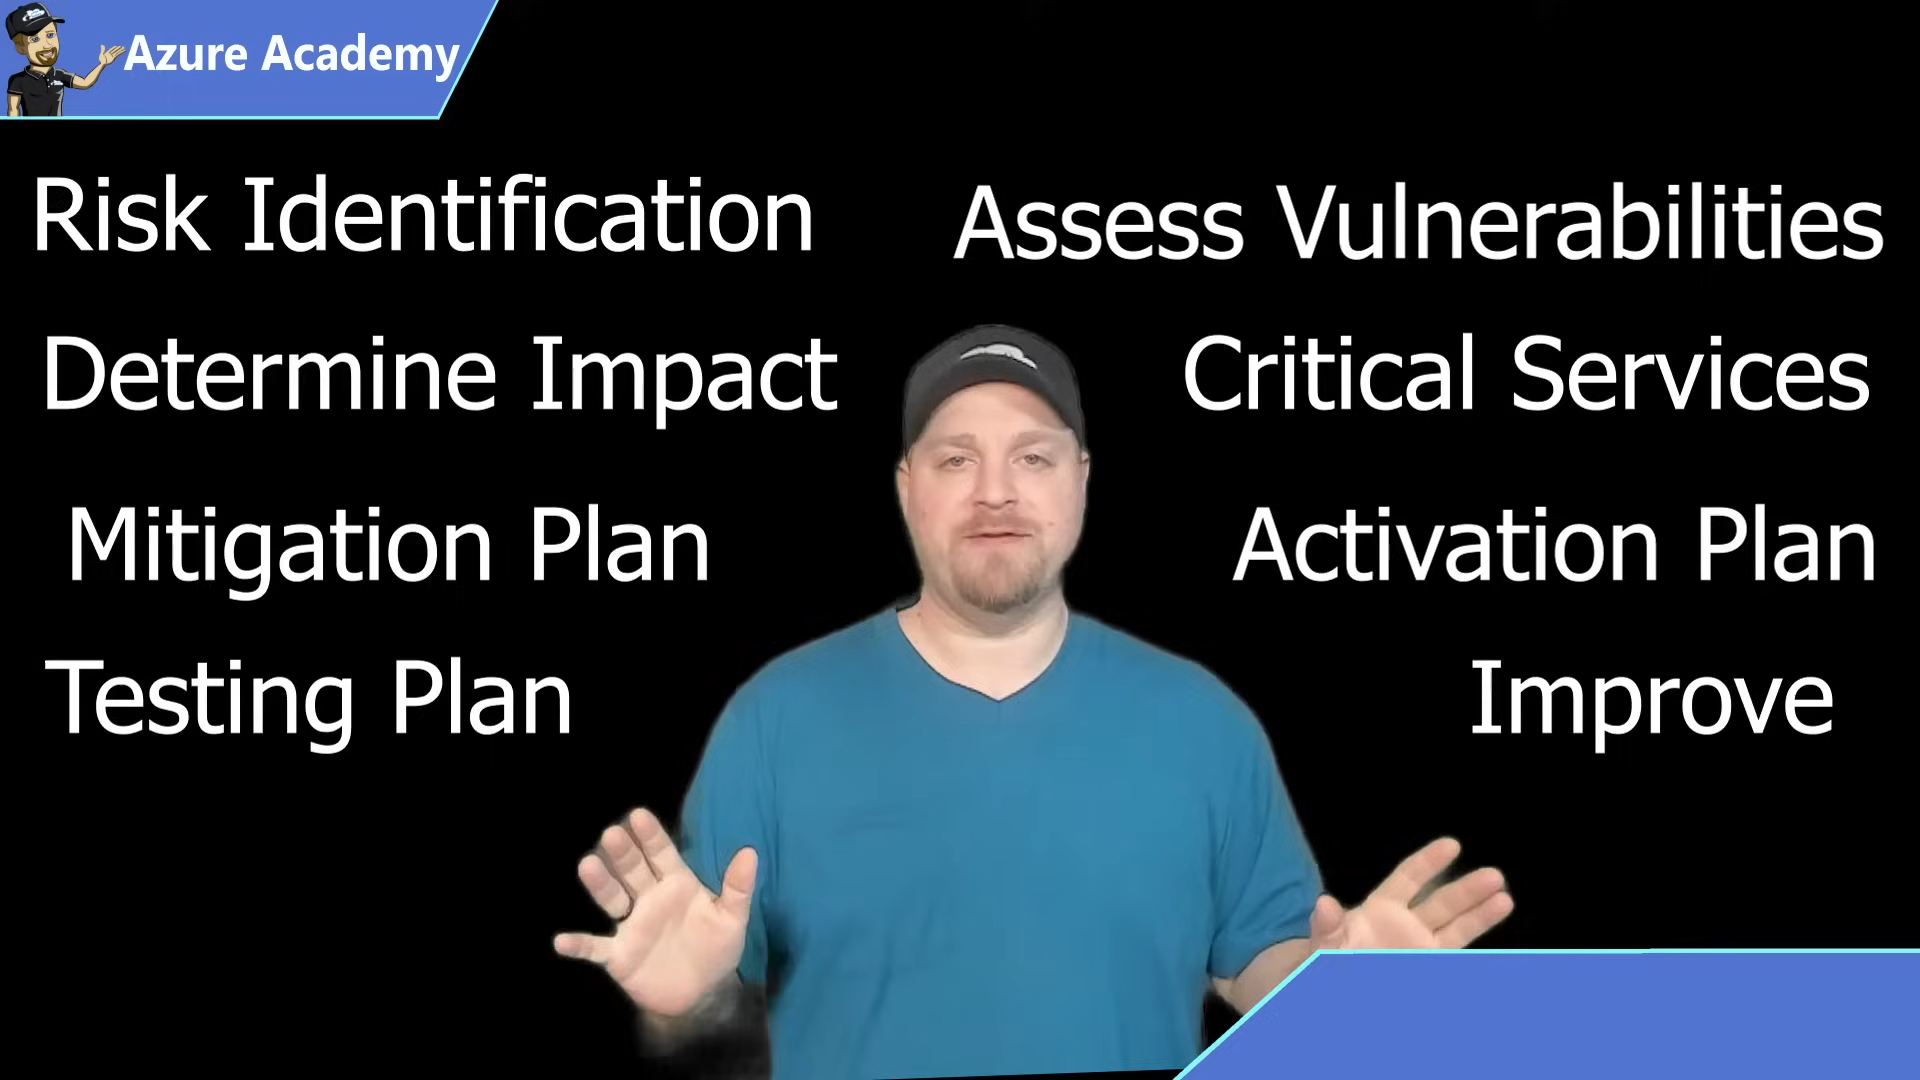 Azure Academy
Risk Identification
Assess Vulnerabilities
Determine Impact
Critical Services
Mitigation Plan
Activation Plan
Testing Plan
Improve